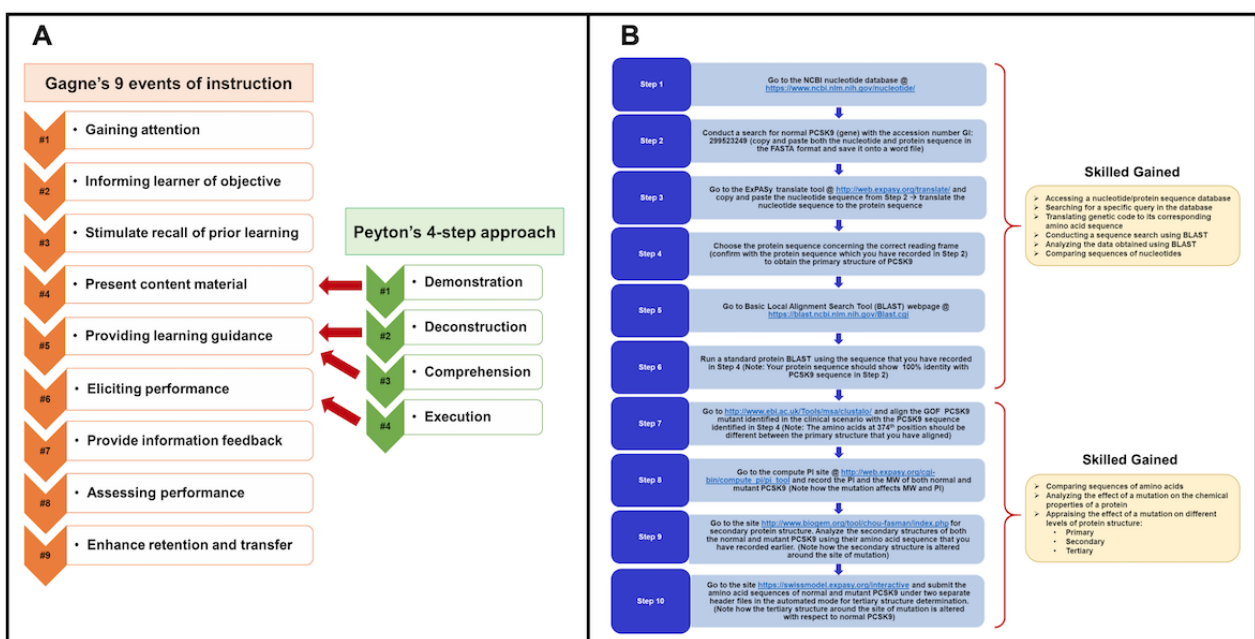 A
Gagne's 9 events of instruction
#1
• Gaining attention
#2
• Informing learner of objective
#3
• Stimulate recall of prior learning
#4
• Present content material
#5
• Providing learning guidance
#6
• Eliciting performance
#7
• Provide information feedback
#8
• Assessing performance
#9
• Enhance retention and transfer
Peyton's 4-step approach
#1
• Demonstration
#2
• Deconstruction
#3
• Comprehension
#4
• Execution
B
Step 1
Go to the NCBI nucleotide database @
https://www.ncbi.nlm.nih.gov/nucleotide/
Step 2
Conduct a search for normal PCSK9 (gene) with the accession number GI:
299523249 (copy and paste both the nucleotide and protein sequence in
the FASTA format and save it onto a word file)
Step 3
Go to the ExPASy translate tool @ http://web.expasy.org/translate/ and
copy and paste the nucleotide sequence from Step 2 → translate the
nucleotide sequence to the protein sequence
Step 4
Choose the protein sequence concerning the correct reading frame
(confirm with the protein sequence which you have recorded in Step 2)
to obtain the primary structure of PCSK9
Step 5
Go to Basic Local Alignment Search Tool (BLAST) webpage @
https://blast.ncbi.nlm.nih.gov/Blast.cgi
Step 6
Run a standard protein BLAST using the sequence that you have recorded
in Step 4 (Note: Your protein sequence should show 100% identity with
PCSK9 sequence in Step 2)
Step 7
Go to http://www.ebi.ac.uk/Tools/msa/clustalo/ and align the GOF PCSK9
mutant identified in the clinical scenario with the PCSK9 sequence
identified in Step 4 (Note: The amino acids at 374th position should be
different between the primary structure that you have aligned)
Step 8
Go to the compute PI site @ http://web.expasy.org/cgi-
bin/compute_pi/pi_tool and record the PI and the MW of both normal and
mutant PCSK9 (Note how the mutation affects MW and PI)
Step 9
Go to the site http://www.biogem.org/tool/chou-fasman/index.php for
secondary protein structure. Analyze the secondary structures of both
the normal and mutant PCSK9 using their amino acid sequence that you
have recorded earlier. (Note how the secondary structure is altered
around the site of mutation)
Step 10
Go to the site https://swissmodel.expasy.org/interactive and submit the
amino acid sequences of normal and mutant PCSK9 under two separate
header files in the automated mode for tertiary structure determination.
(Note how the tertiary structure around the site of mutation is altered
with respect to normal PCSK9)
Skilled Gained
➢ Accessing a nucleotide/protein sequence database
➢ Searching for a specific query in the database
➢ Translating genetic code to its corresponding
amino acid sequence
➢ Conducting a sequence search using BLAST
➢ Analyzing the data obtained using BLAST
➢ Comparing sequences of nucleotides
Skilled Gained
➢ Comparing sequences of amino acids
➢ Analyzing the effect of a mutation on the chemical
properties of a protein
➢ Appraising the effect of a mutation on different
levels of protein structure:
• Primary
• Secondary
• Tertiary